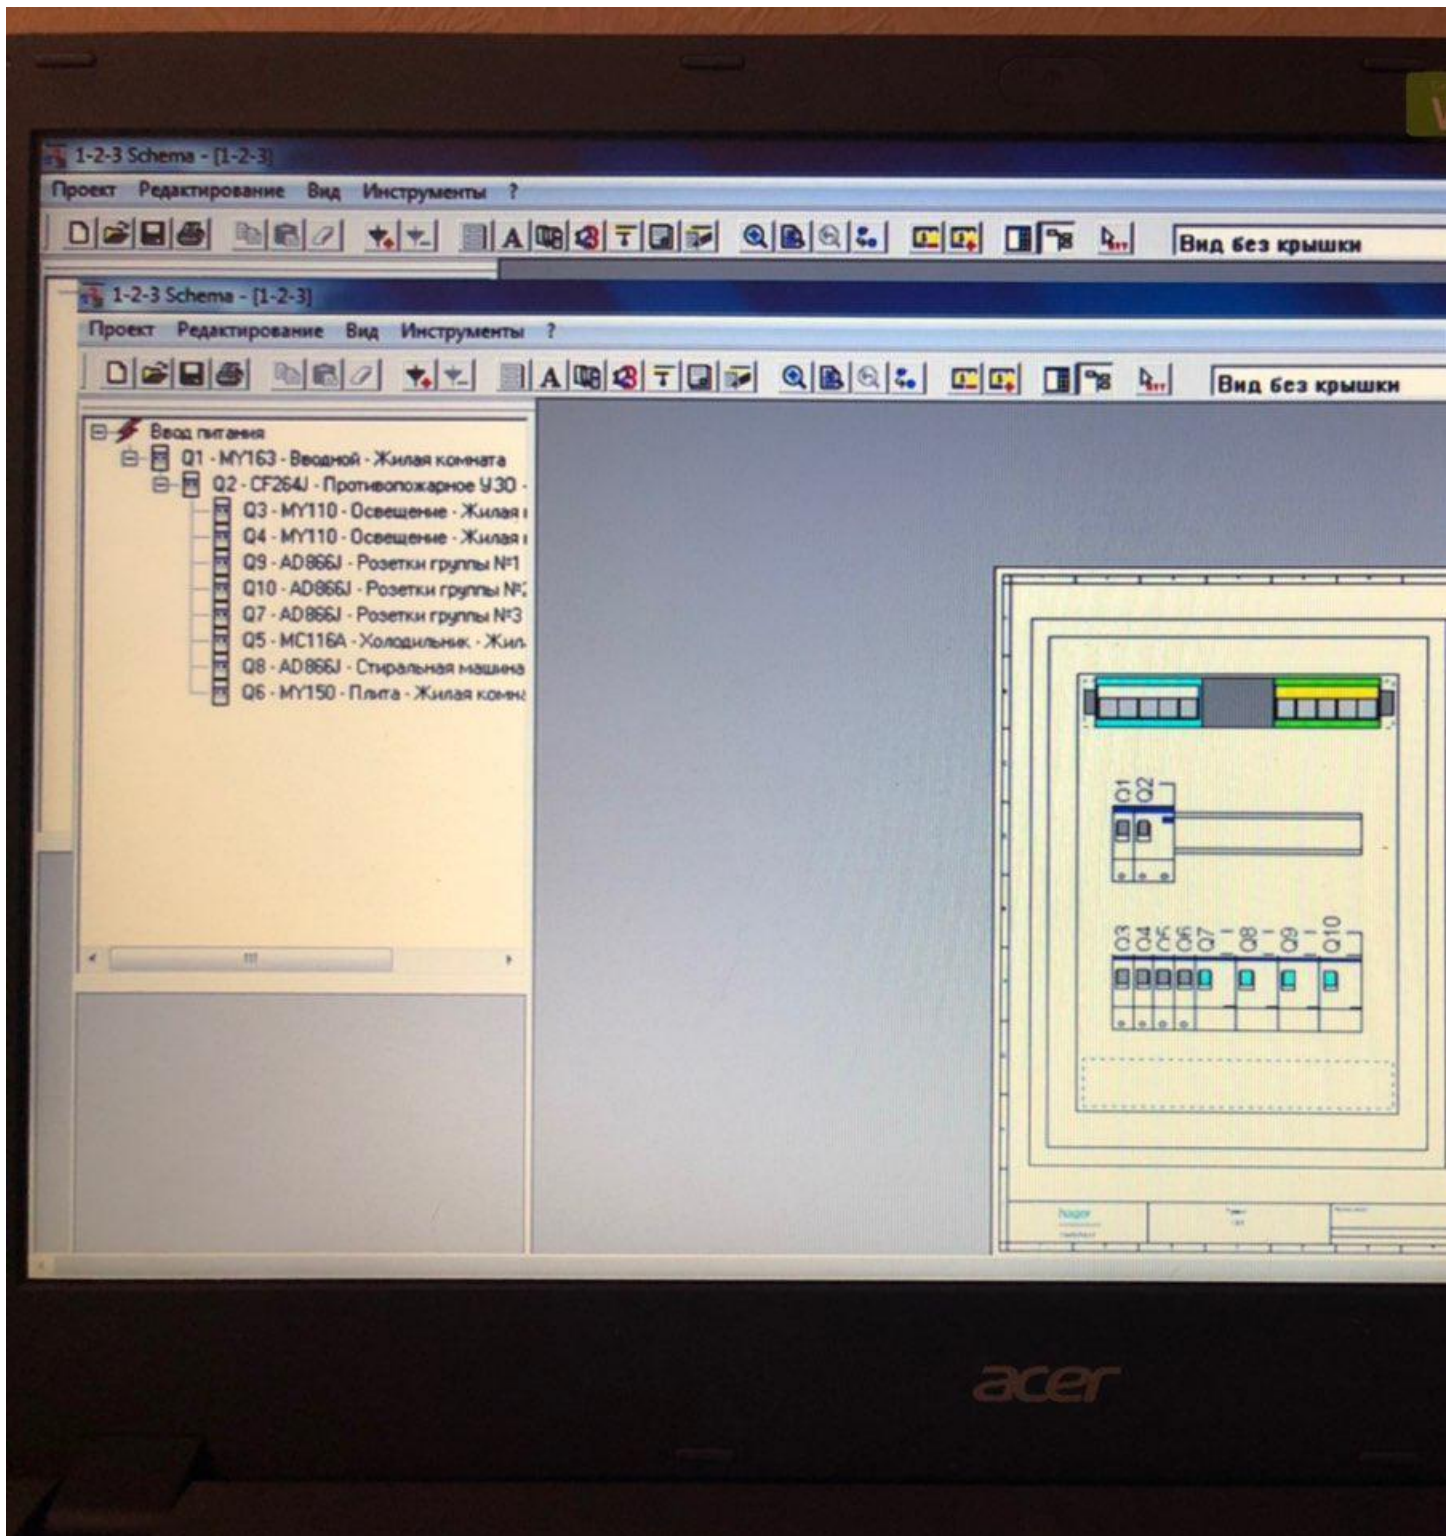 1-2-3 Schema - [1-2-3]
Проект Редактирование Вид Инструменты ?
Вид без крышки
1-2-3 Schema - [1-2-3]
Проект Редактирование Вид Инструменты ?
Вид без крышки
Ввод питания
Q1 - MY163 - Вводной - Жилая комната
Q2 - CF264J - Противопожарное УЗО -
Q3 - MY110 - Освещение - Жилая
Q4 - MY110 - Освещение - Жилая
Q9 - AD866J - Розетки группы №1
Q10 - AD866J - Розетки группы №2
Q7 - AD866J - Розетки группы №3
Q5 - MC116A - Холодильник - Жил
Q8 - AD866J - Стиральная машина
Q6 - MY150 - Плита - Жилая комн
Q1 Q2
Q3 Q4 Q5 Q6 Q7 Q8 Q9 Q10
hager
acer